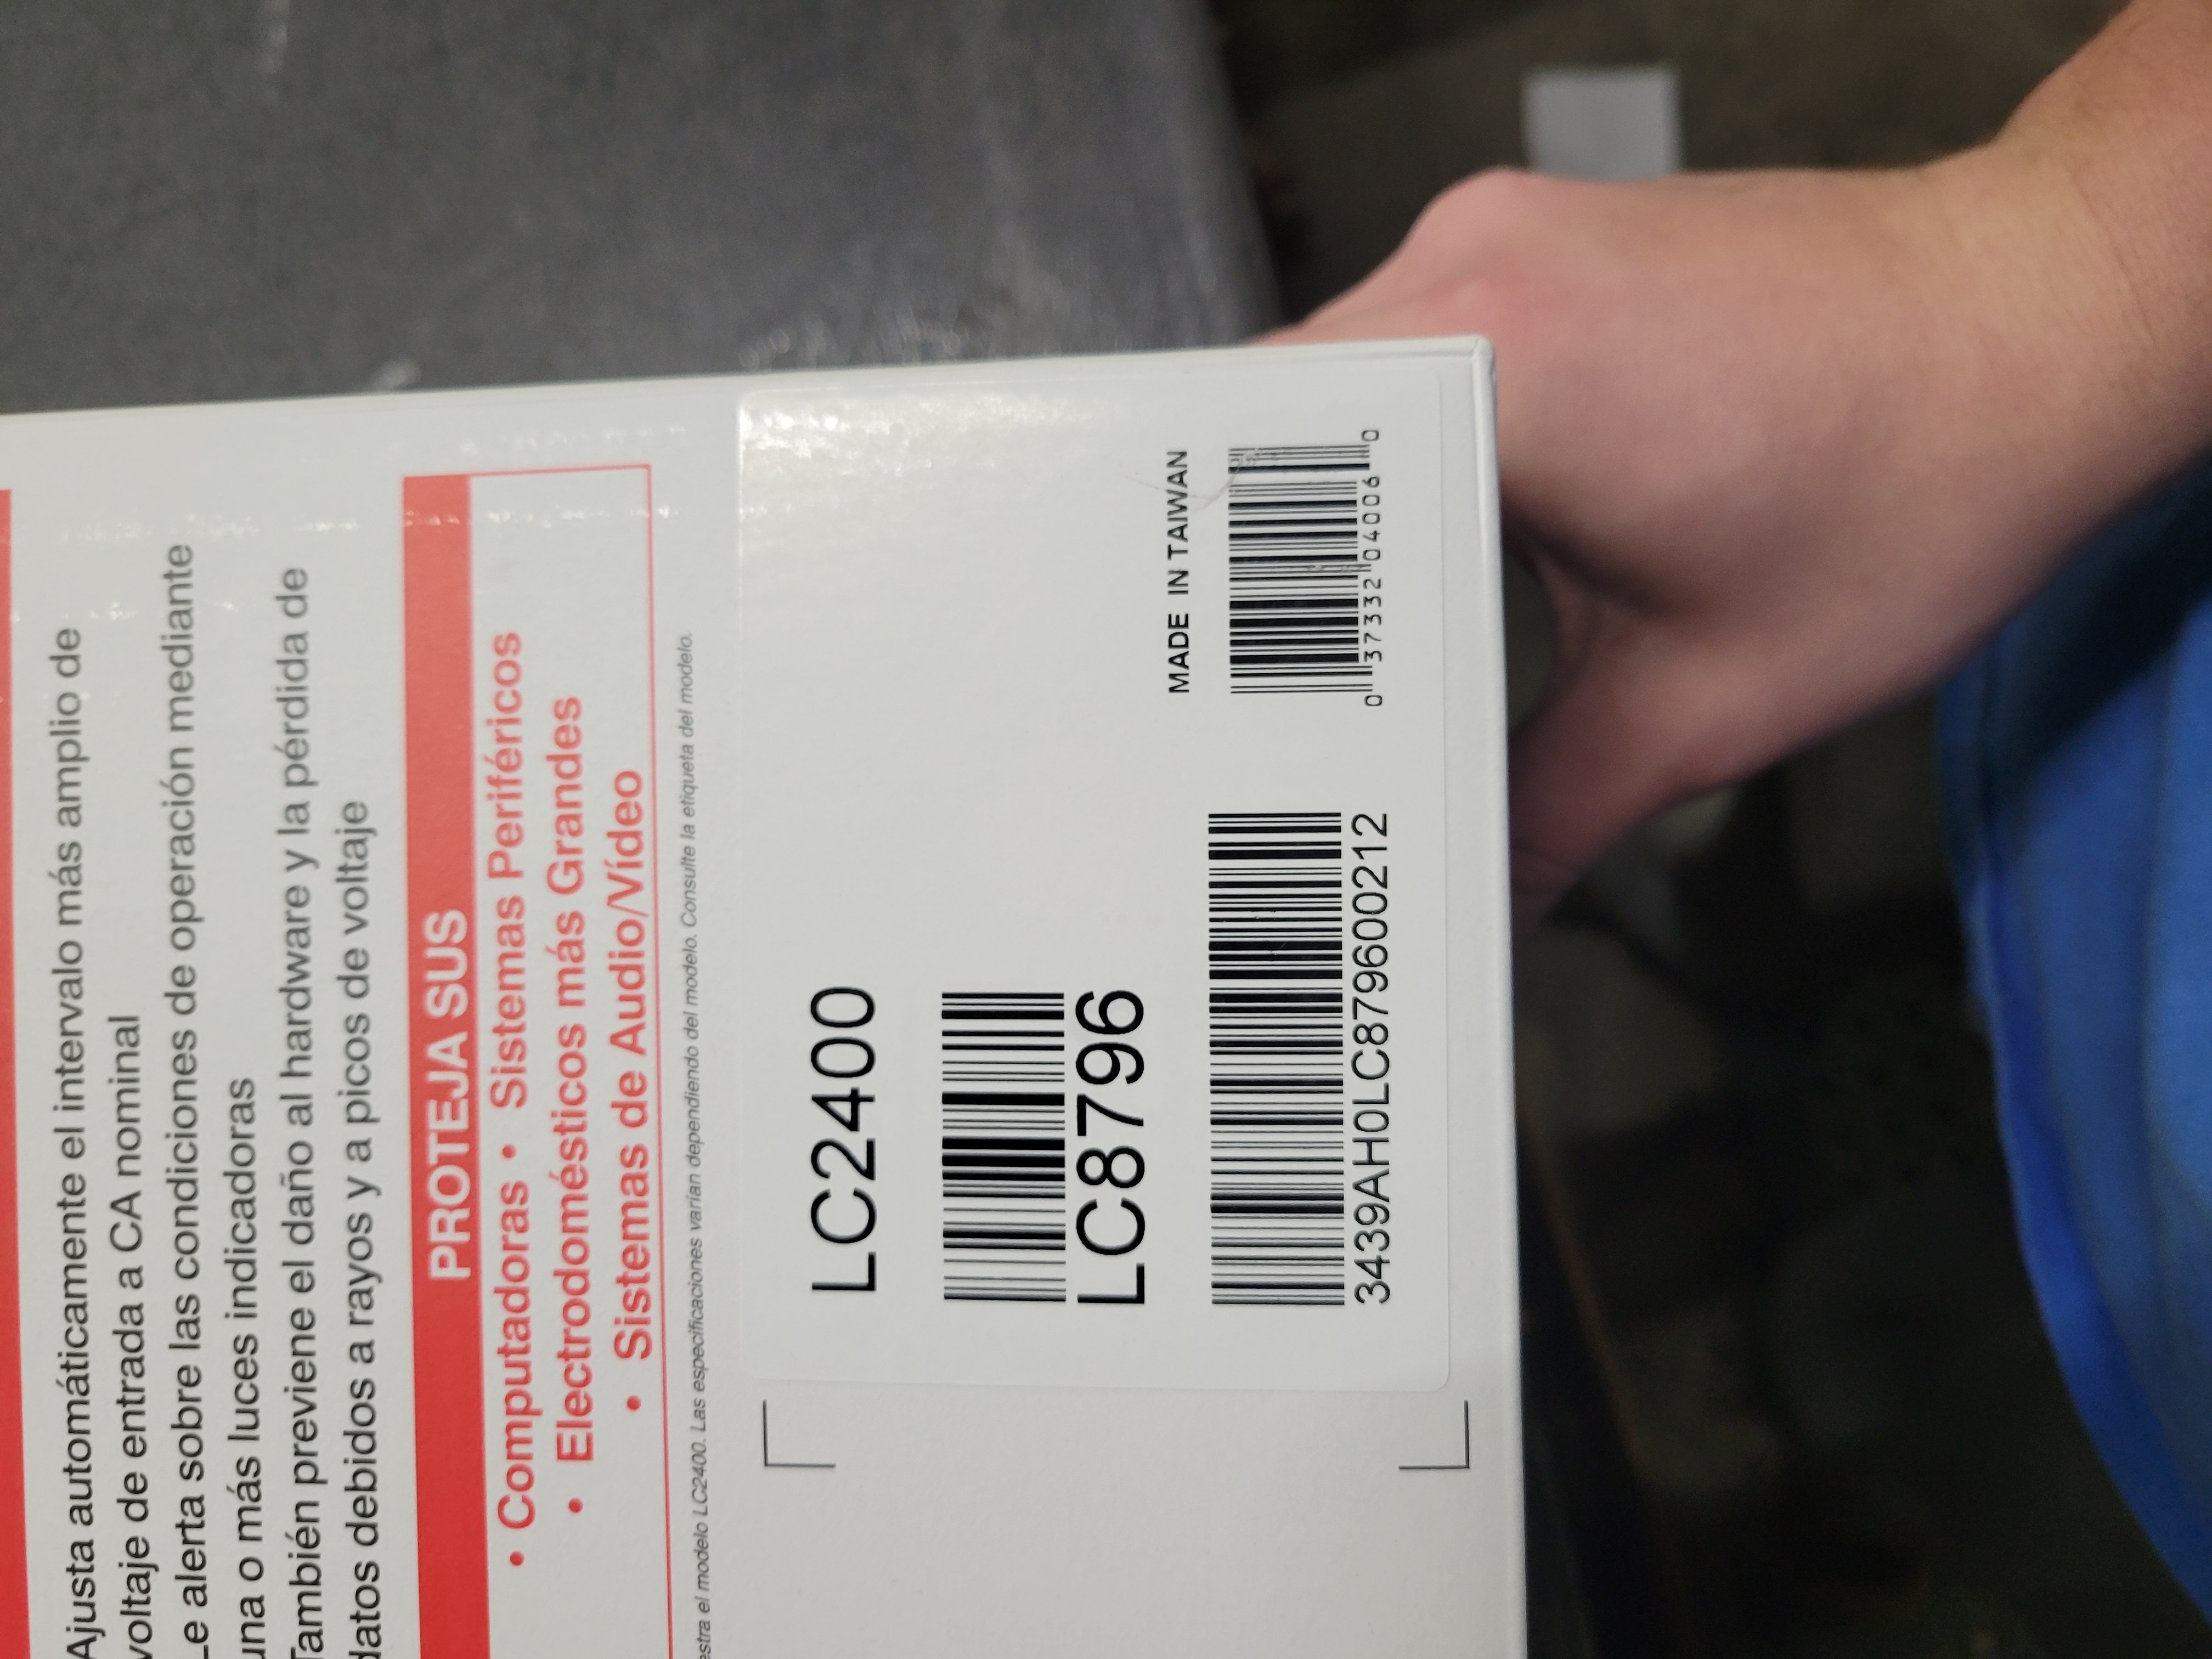 Ajusta automáticamente el intervalo más amplio de
voltaje de entrada a CA nominal
Le alerta sobre las condiciones de operación mediante
una o más luces indicadoras
También previene el daño al hardware y la pérdida de
datos debidos a rayos y a picos de voltaje
PROTEJA SUS
• Computadoras • Sistemas Periféricos
• Electrodomésticos más Grandes
• Sistemas de Audio/Vídeo
estra el modelo LC2400. Las especificaciones varían dependiendo del modelo. Consulte la etiqueta del modelo.
LC2400
LC8796
MADE IN TAIWAN
3439AH0LC879600212
0 37332 04006 0